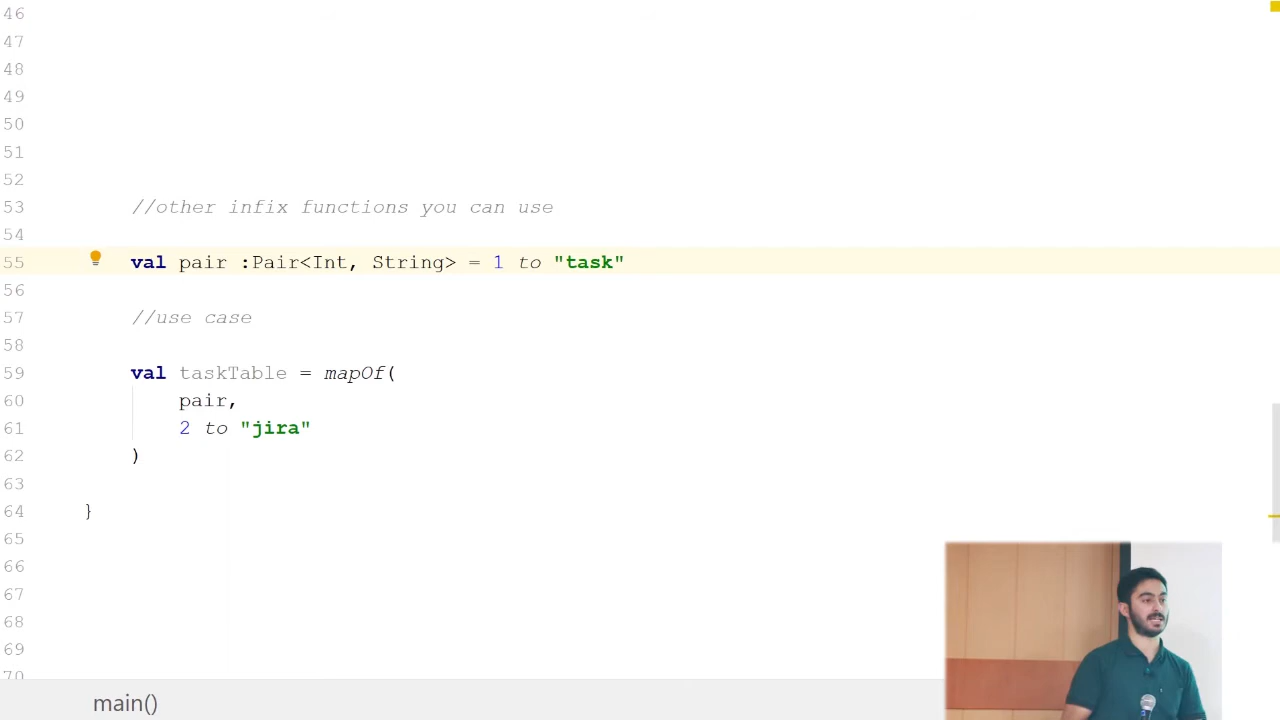 46
47
48
49
50
51
52
53 //other infix functions you can use
54
55 val pair :Pair<Int, String> = 1 to "task"
56
57 //use case
58
59 val taskTable = mapOf(
60 pair,
61 2 to "jira"
62 )
63
64 }
65
66
67
68
69
70
main()